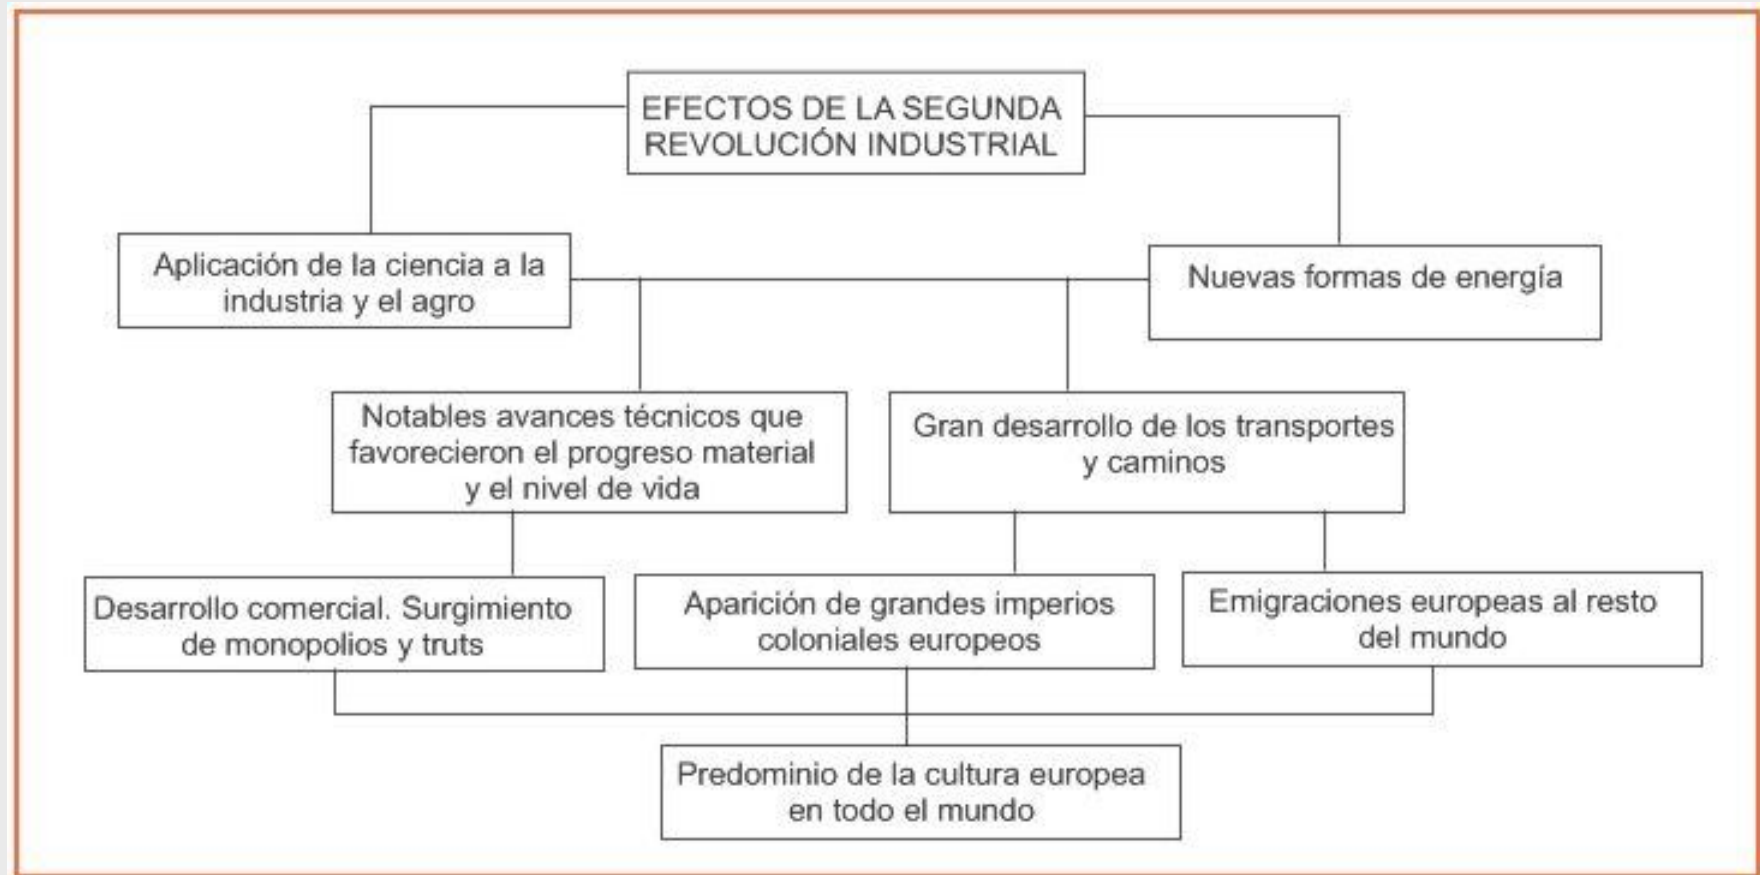 EFECTOS DE LA SEGUNDA
REVOLUCIÓN INDUSTRIAL
Aplicación de la ciencia a la
industria y el agro
Nuevas formas de energía
Notables avances técnicos que
favorecieron el progreso material
y el nivel de vida
Gran desarrollo de los transportes
y caminos
Desarrollo comercial. Surgimiento
de monopolios y truts
Aparición de grandes imperios
coloniales europeos
Emigraciones europeas al resto
del mundo
Predominio de la cultura europea
en todo el mundo